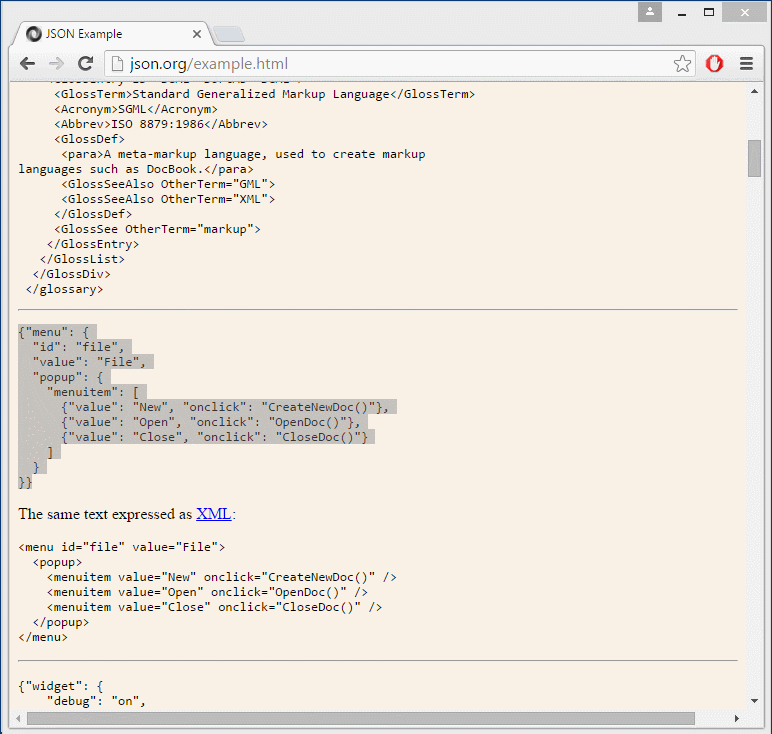 JSON Example
json.org/example.html
<GlossTerm>Standard Generalized Markup Language</GlossTerm>
<Acronym>SGML</Acronym>
<Abbrev>ISO 8879:1986</Abbrev>
<GlossDef>
<para>A meta-markup language, used to create markup
languages such as DocBook.</para>
<GlossSeeAlso OtherTerm="GML">
<GlossSeeAlso OtherTerm="XML">
</GlossDef>
<GlossSee OtherTerm="markup">
</GlossEntry>
</GlossList>
</GlossDiv>
</glossary>
{"menu": {
"id": "file",
"value": "File",
"popup": {
"menuitem": [
{"value": "New", "onclick": "CreateNewDoc()"},
{"value": "Open", "onclick": "OpenDoc()"},
{"value": "Close", "onclick": "CloseDoc()"}
]
}
}}
The same text expressed as XML:
<menu id="file" value="File">
<popup>
<menuitem value="New" onclick="CreateNewDoc()" />
<menuitem value="Open" onclick="OpenDoc()" />
<menuitem value="Close" onclick="CloseDoc()" />
</popup>
</menu>
{"widget": {
"debug": "on",